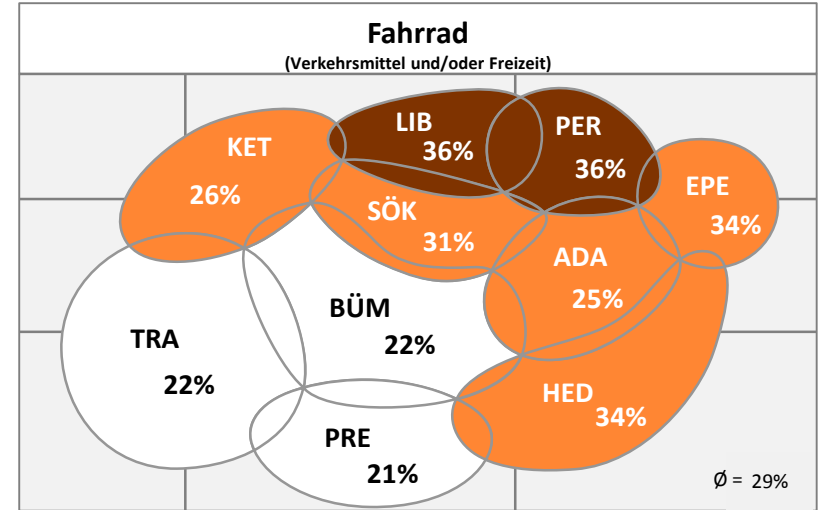 Fahrrad
(Verkehrsmittel und/oder Freizeit)
LIB
36%
PER
36%
KET
26%
EPE
34%
SÖK
31%
ADA
25%
BÜM
22%
TRA
22%
HED
34%
PRE
21%
Ø = 29%